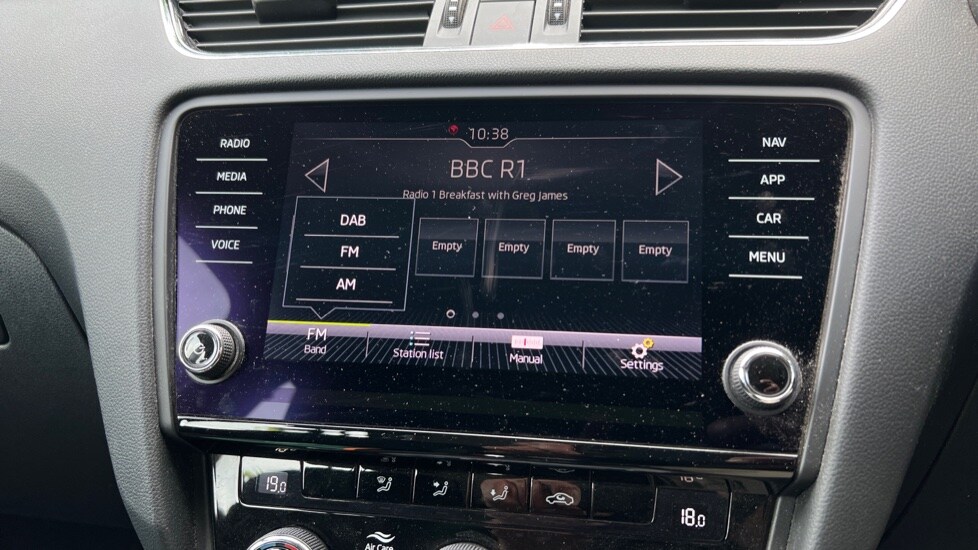 10:38
RADIO
MEDIA
PHONE
VOICE
BBC R1
Radio 1 Breakfast with Greg James
DAB
FM
AM
Empty
Empty
Empty
Empty
NAV
APP
CAR
MENU
FM
Band
Station list
Manual
Settings
19.0
18.0
Air Care